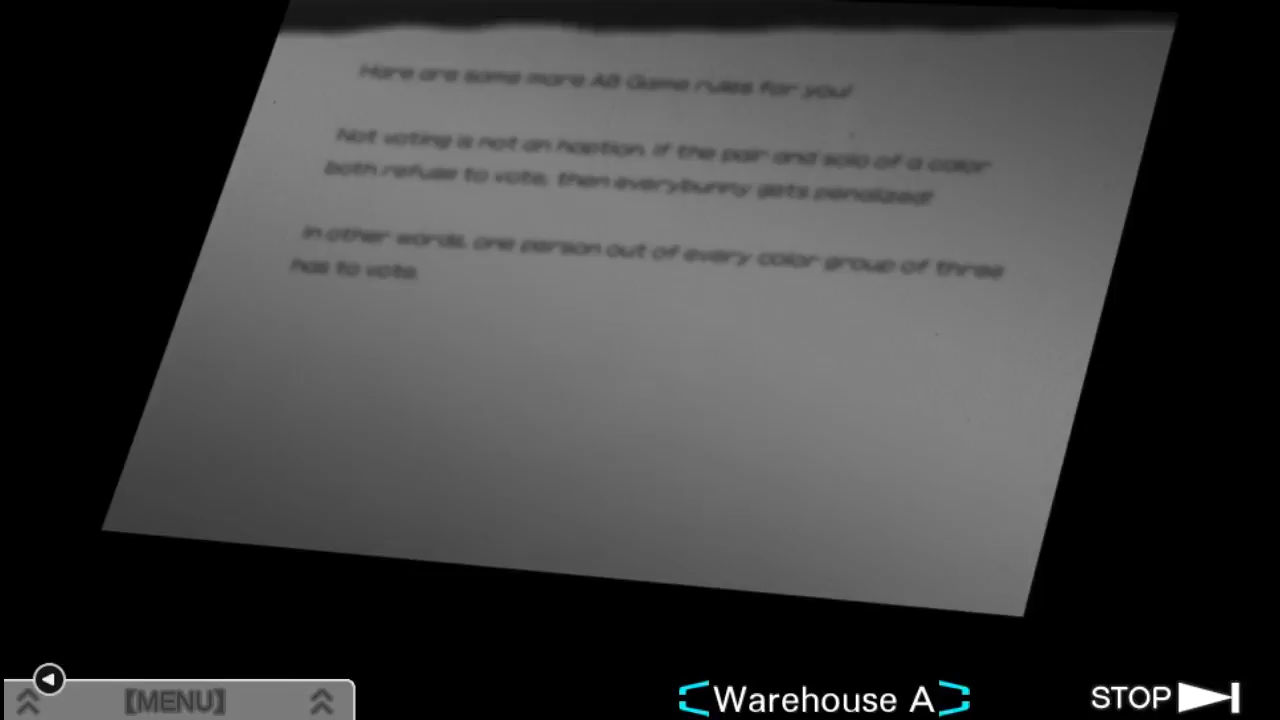 Here are some more AB Game rules for you!
Not voting is not an hoption. If the pair and solo of a color
both refuse to vote, then everybunny gets penalized!
In other words, one person out of every color group of three
has to vote.
[MENU]
Warehouse A
STOP